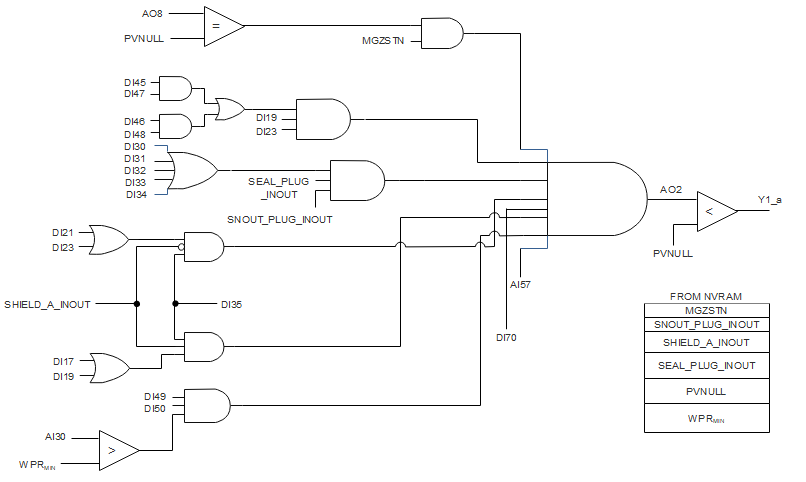 AO8
=
PVNULL
MGZSTN
DI45
DI47
DI46
DI48
DI19
DI23
DI30
DI31
DI32
DI33
DI34
SEAL_PLUG
_INOUT
SNOUT_PLUG_INOUT
AO2
Y1_a
<
PVNULL
DI21
DI23
AI57
SHIELD_A_INOUT
DI35
DI70
DI17
DI19
DI49
DI50
AI30
>
WPRMIN
FROM NVRAM
MGZSTN
SNOUT_PLUG_INOUT
SHIELD_A_INOUT
SEAL_PLUG_INOUT
PVNULL
WPRMIN